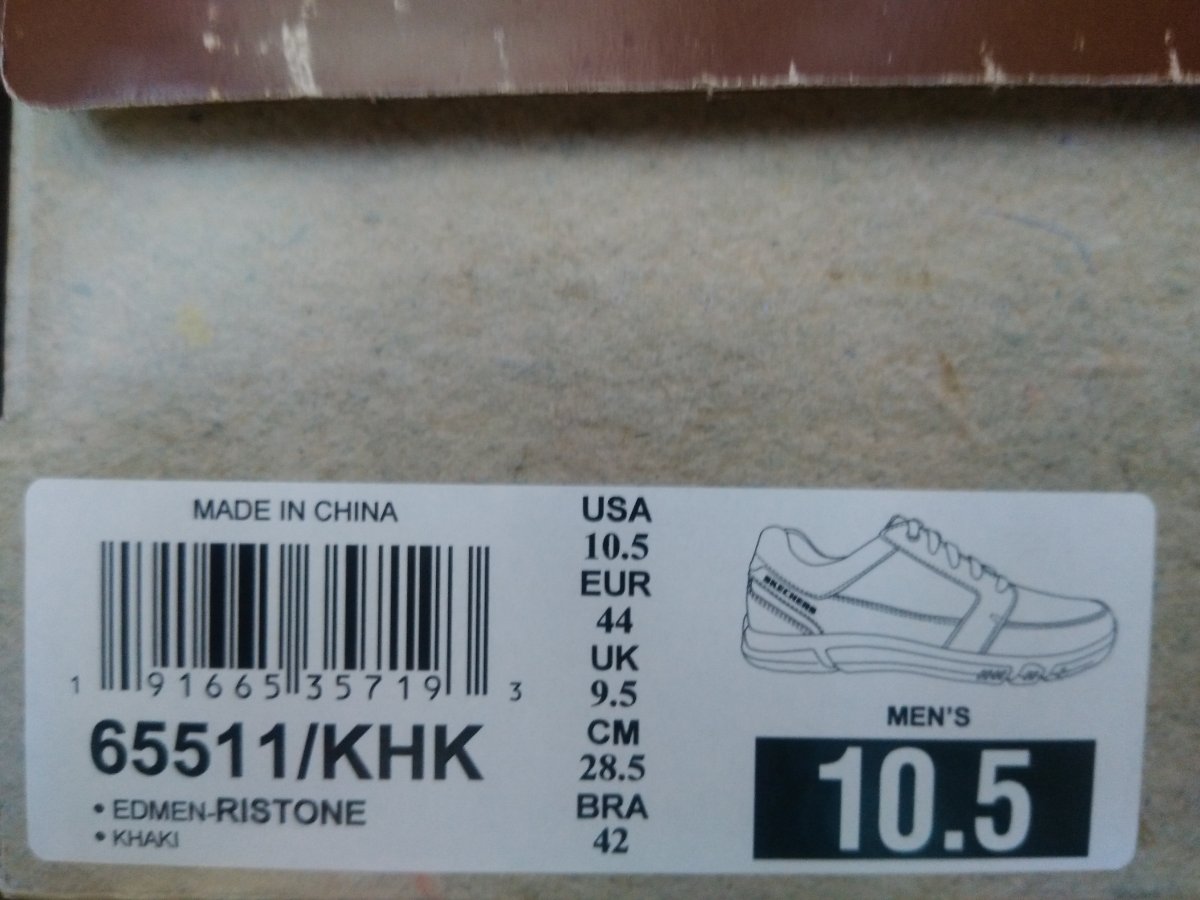 MADE IN CHINA
1 91665 35719 3
65511/KHK
• EDMEN-RISTONE
• KHAKI
USA
10.5
EUR
44
UK
9.5
CM
28.5
BRA
42
SKECHERS
MEN'S
10.5